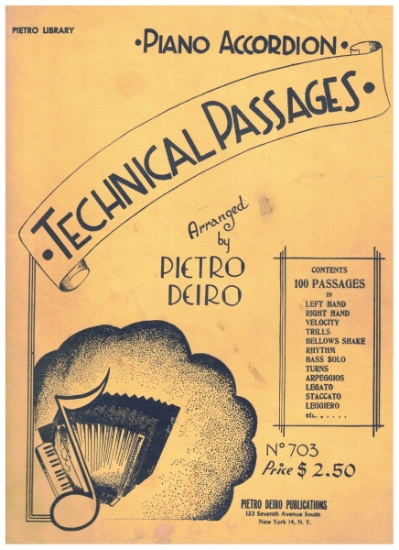 PIETRO LIBRARY
•PIANO ACCORDION•
•TECHNICAL PASSAGES•
Arranged
by
PIETRO
DEIRO
CONTENTS
100 PASSAGES
IN
LEFT HAND
RIGHT HAND
VELOCITY
TRILLS
BELLOWS SHAKE
RHYTHM
BASS SOLO
TURNS
ARPEGGIOS
LEGATO
STACCATO
LEGGIERO
etc......
Nº 703
Price $2.50
PIETRO DEIRO PUBLICATIONS
133 Seventh Avenue South
New York 14, N. Y.